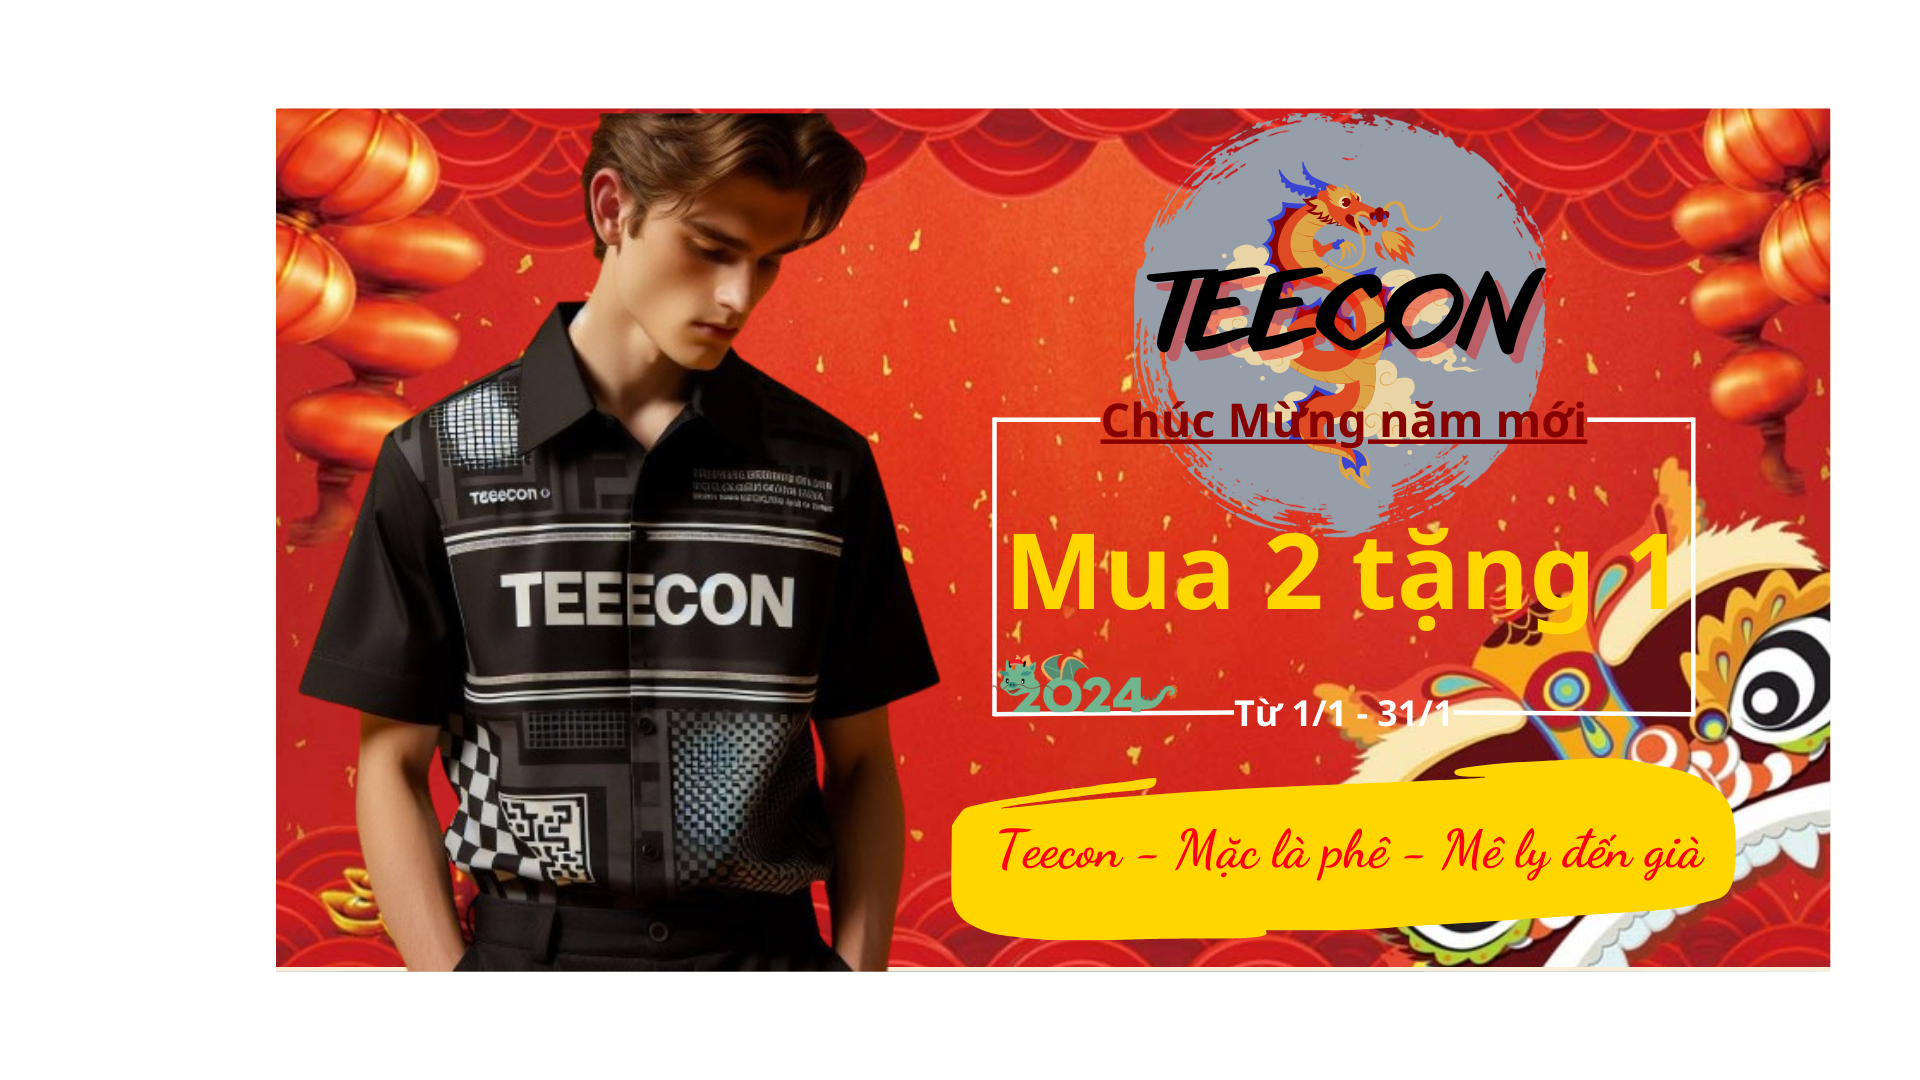 TEECON
Chúc Mừng năm mới
Mua 2 tặng 1
2024
Từ 1/1 - 31/1
Teecon - Mặc là phê - Mê ly đến già
Teeecon
TEEECON